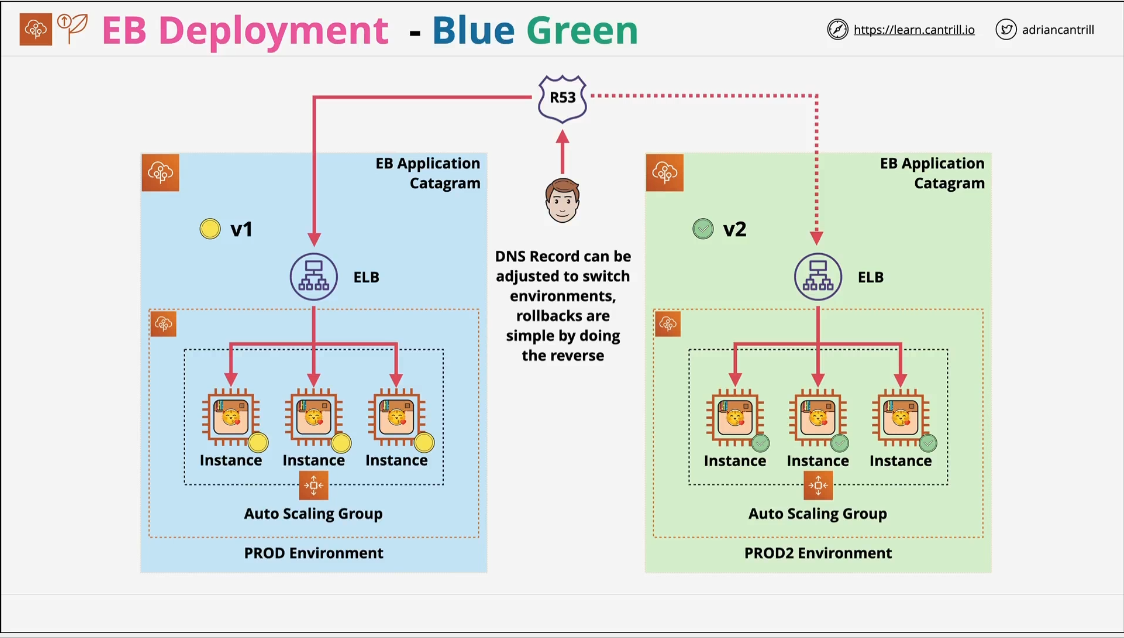 EB Deployment - Blue Green
https://learn.cantrill.io
adriancantrill
R53
EB Application
Catagram
v1
ELB
Instance
Instance
Instance
Auto Scaling Group
PROD Environment
DNS Record can be
adjusted to switch
environments,
rollbacks are
simple by doing
the reverse
EB Application
Catagram
v2
ELB
Instance
Instance
Instance
Auto Scaling Group
PROD2 Environment